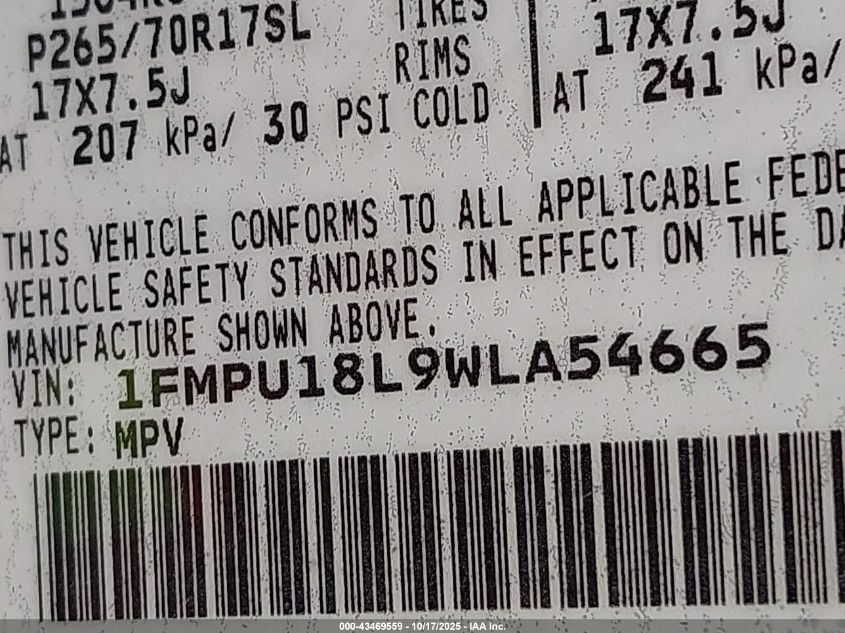 P265/70R17SL TIRES
17X7.5J RIMS 17X7.5J
AT 207 kPa/ 30 PSI COLD AT 241 kPa/
THIS VEHICLE CONFORMS TO ALL APPLICABLE FEDE
VEHICLE SAFETY STANDARDS IN EFFECT ON THE DA
MANUFACTURE SHOWN ABOVE.
VIN: 1FMPU18L9WLA54665
TYPE: MPV
000-43469559 - 10/17/2025 - IAA Inc.